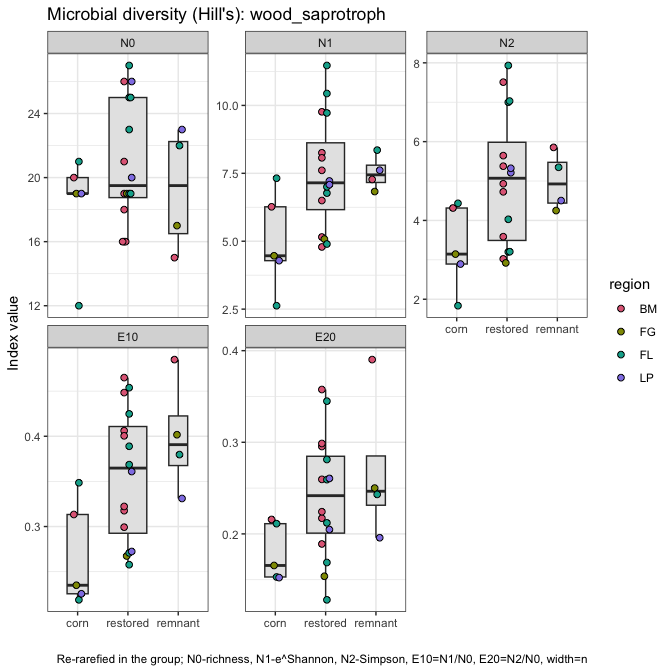 Microbial diversity (Hill's): wood_saprotroph
N0
N1
N2
24
20
16
12
10.0
7.5
5.0
2.5
8
6
4
2
corn restored remnant
Index value
region
BM
FG
FL
LP
E10
E20
0.4
0.3
0.4
0.3
0.2
corn restored remnant
corn restored remnant
Re-rarefied in the group; N0-richness, N1-e^Shannon, N2-Simpson, E10=N1/N0, E20=N2/N0, width=n